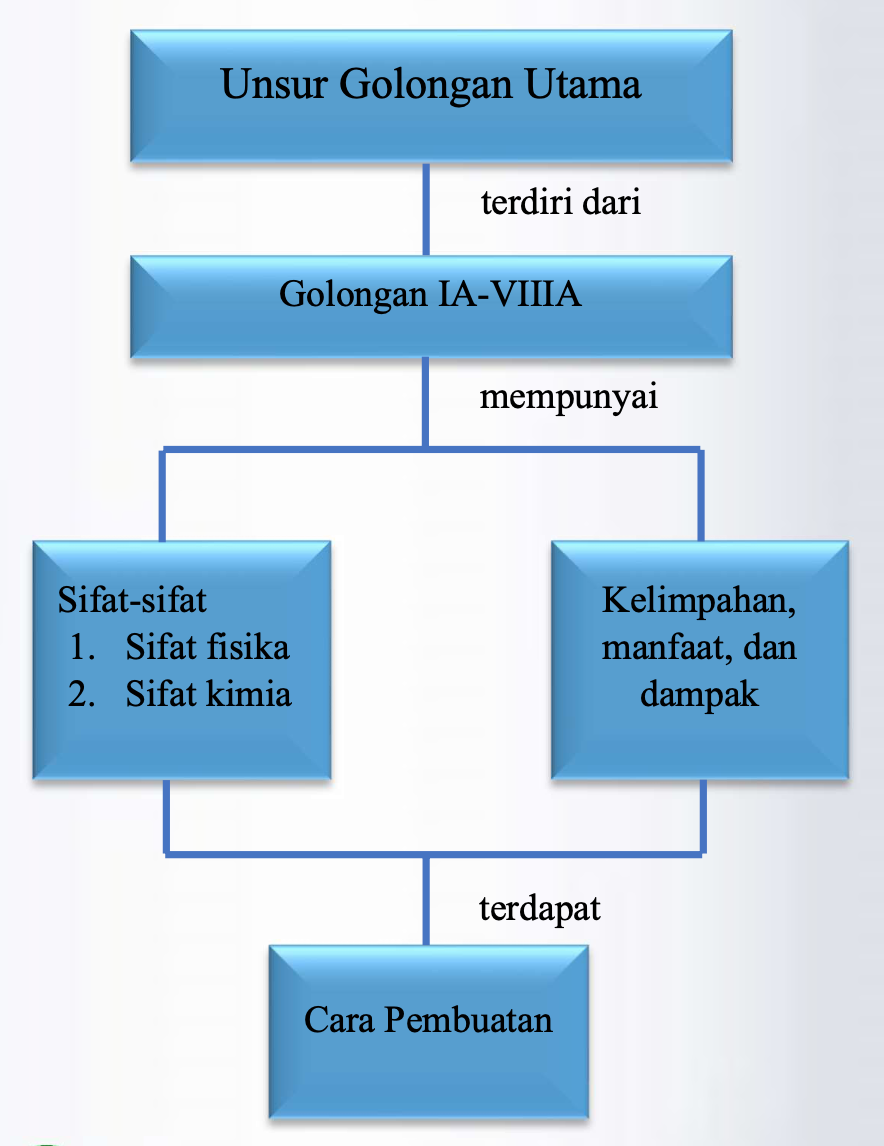 Unsur Golongan Utama
terdiri dari
Golongan IA-VIIIA
mempunyai
Sifat-sifat
1. Sifat fisika
2. Sifat kimia
Kelimpahan,
manfaat, dan
dampak
terdapat
Cara Pembuatan